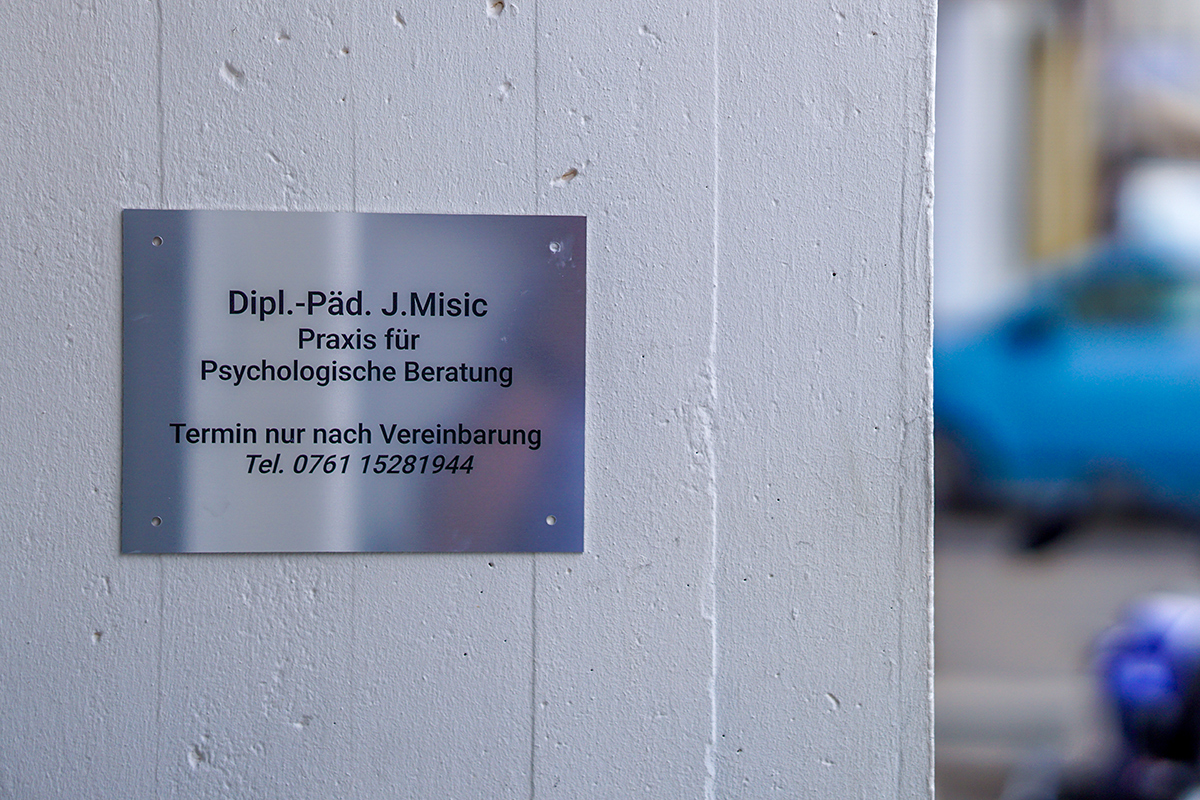 Dipl.-Päd. J.Misic
Praxis für
Psychologische Beratung
Termin nur nach Vereinbarung
Tel. 0761 15281944